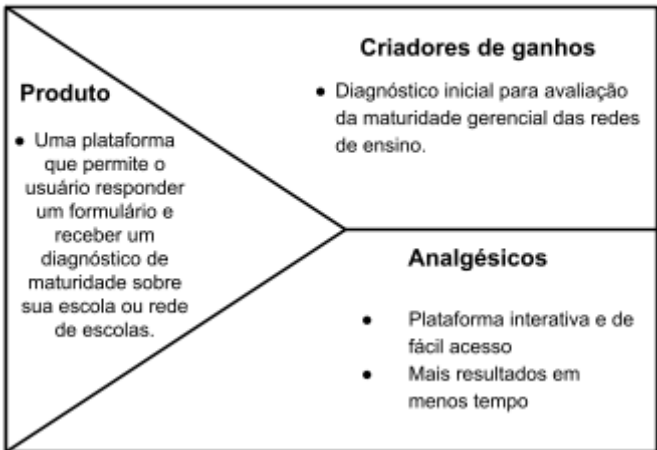 Produto
● Uma plataforma
que permite o
usuário responder
um formulário e
receber um
diagnóstico de
maturidade sobre
sua escola ou rede
de escolas.
Criadores de ganhos
● Diagnóstico inicial para avaliação
da maturidade gerencial das redes
de ensino.
Analgésicos
● Plataforma interativa e de
fácil acesso
● Mais resultados em
menos tempo